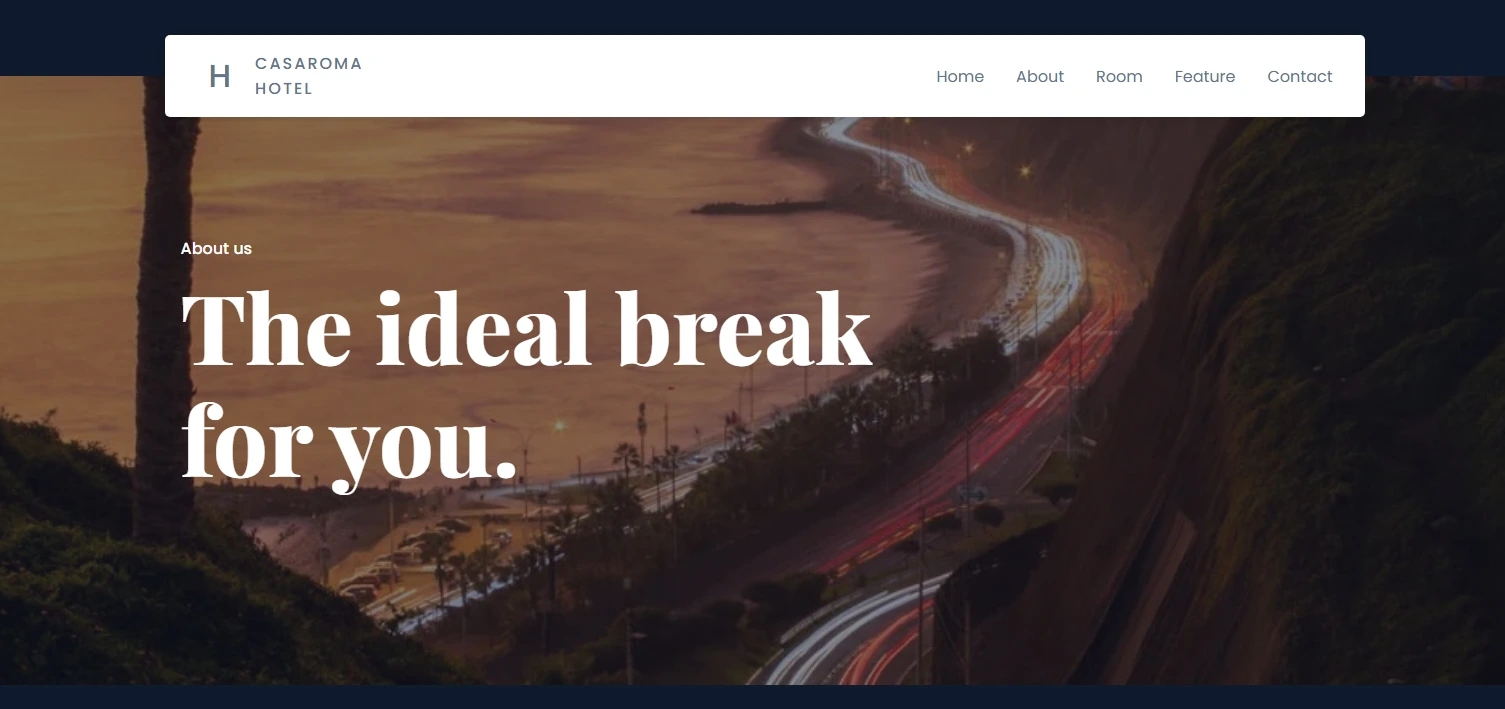 H
CASAROMA
HOTEL
Home About Room Feature Contact
About us
The ideal break
for you.